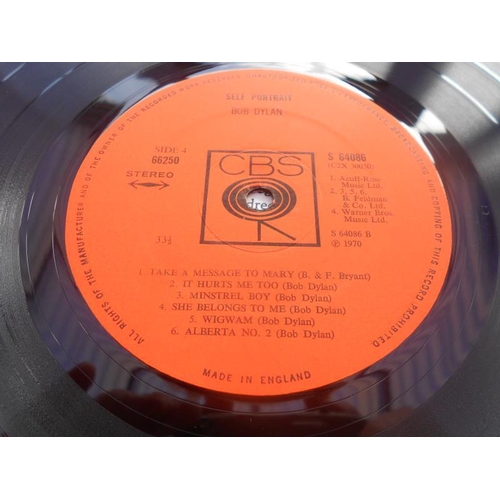 SELF PORTRAIT
BOB DYLAN
SIDE 4
66250
STEREO
33⅓
CBS
dre
S 64086
(C2X 30050)
1. Acuff-Rose
Music Ltd.
2, 3, 5, 6.
B. Feldman
& Co. Ltd.
4. Warner Bros.
Music Ltd.
S 64086 B
℗ 1970
1. TAKE A MESSAGE TO MARY (B. & F. Bryant)
2. IT HURTS ME TOO (Bob Dylan)
3. MINSTREL BOY (Bob Dylan)
4. SHE BELONGS TO ME (Bob Dylan)
5. WIGWAM (Bob Dylan)
6. ALBERTA NO. 2 (Bob Dylan)
MADE IN ENGLAND
ALL RIGHTS OF THE MANUFACTURER AND OF THE OWNER OF THE RECORDED WORK COPYING OF THIS RECORD PROHIBITED